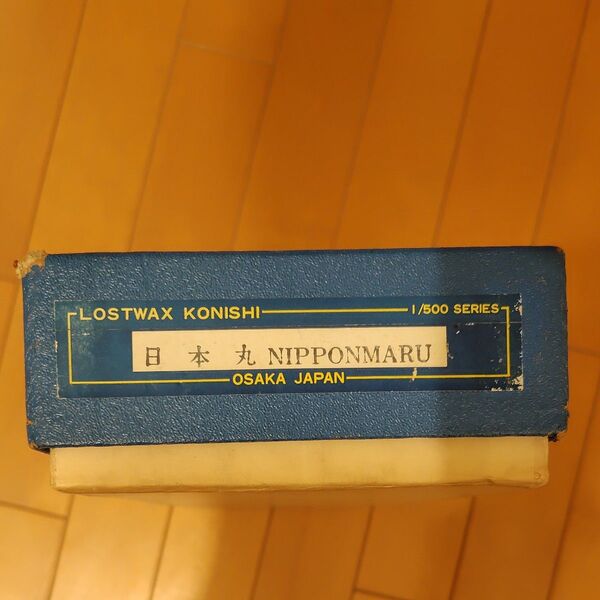 LOSTWAX KONISHI 1/500 SERIES
日本丸 NIPPONMARU
OSAKA JAPAN